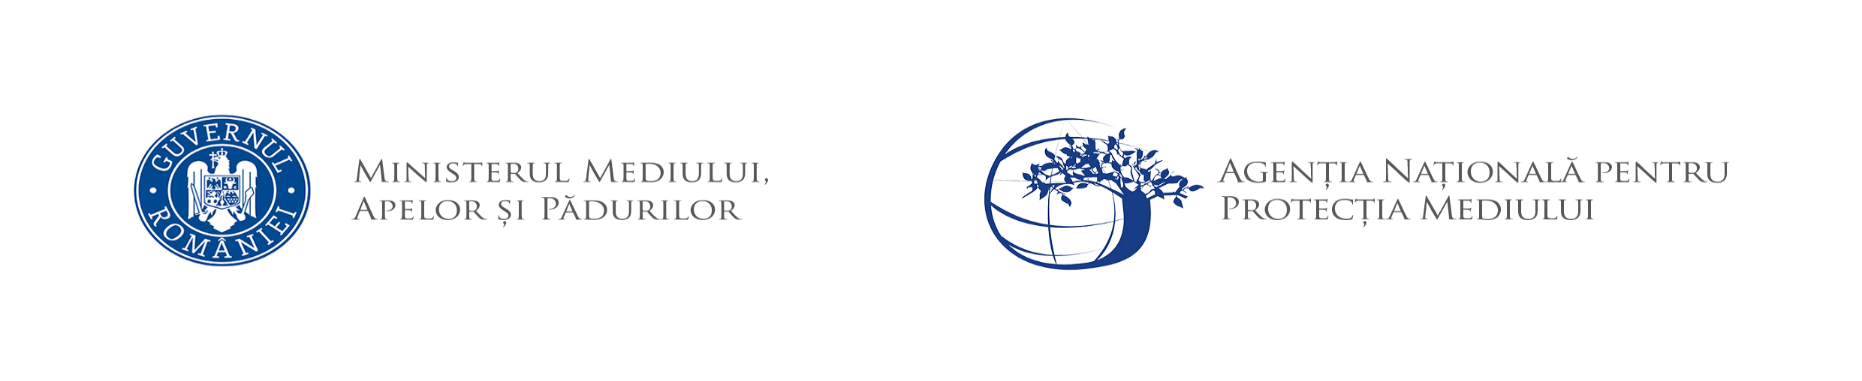 GUVERNUL
ROMÂNIEI
MINISTERUL MEDIULUI,
APELOR ȘI PĂDURILOR
AGENȚIA NAȚIONALĂ PENTRU
PROTECȚIA MEDIULUI